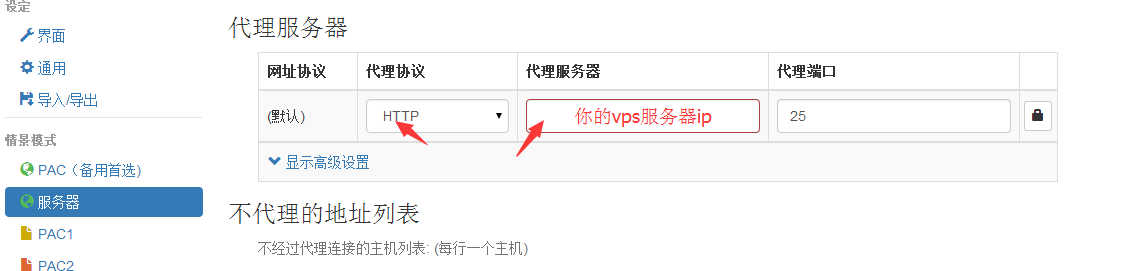 设定
界面
通用
导入/导出
情景模式
PAC（备用首选)
服务器
PAC1
PAC2
代理服务器
网址协议 代理协议 代理服务器 代理端口
(默认) HTTP 你的vps服务器ip 25
显示高级设置
不代理的地址列表
不经过代理连接的主机列表: (每行一个主机)